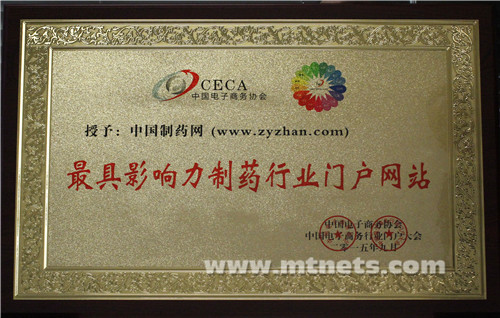 CECA
中国电子商务协会
授予：中国制药网 (www.zyzhan.com)
最具影响力制药行业门户网站
中国电子商务协会
中国电子商务行业门户大会
二零一五年九月
www.mtnets.com